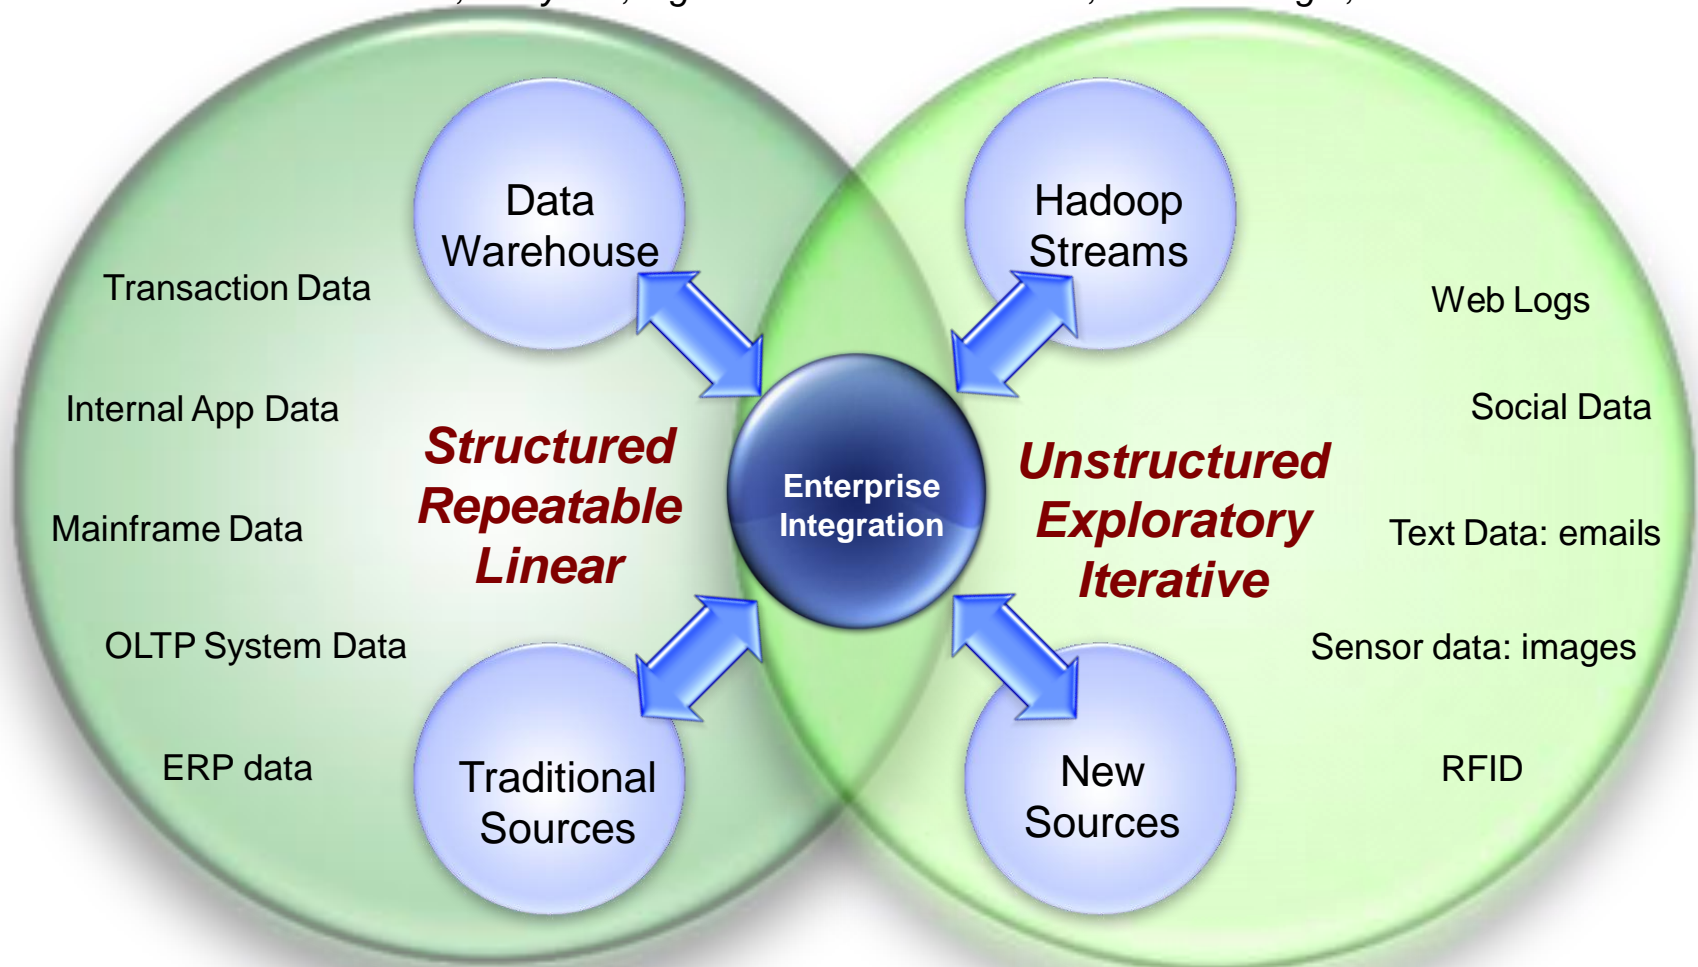 Data
Warehouse
Transaction Data
Internal App Data
Structured
Repeatable
Linear
Mainframe Data
OLTP System Data
ERP data
Traditional
Sources
Enterprise
Integration
Hadoop
Streams
Web Logs
Social Data
Unstructured
Exploratory
Iterative
Text Data: emails
Sensor data: images
RFID
New
Sources